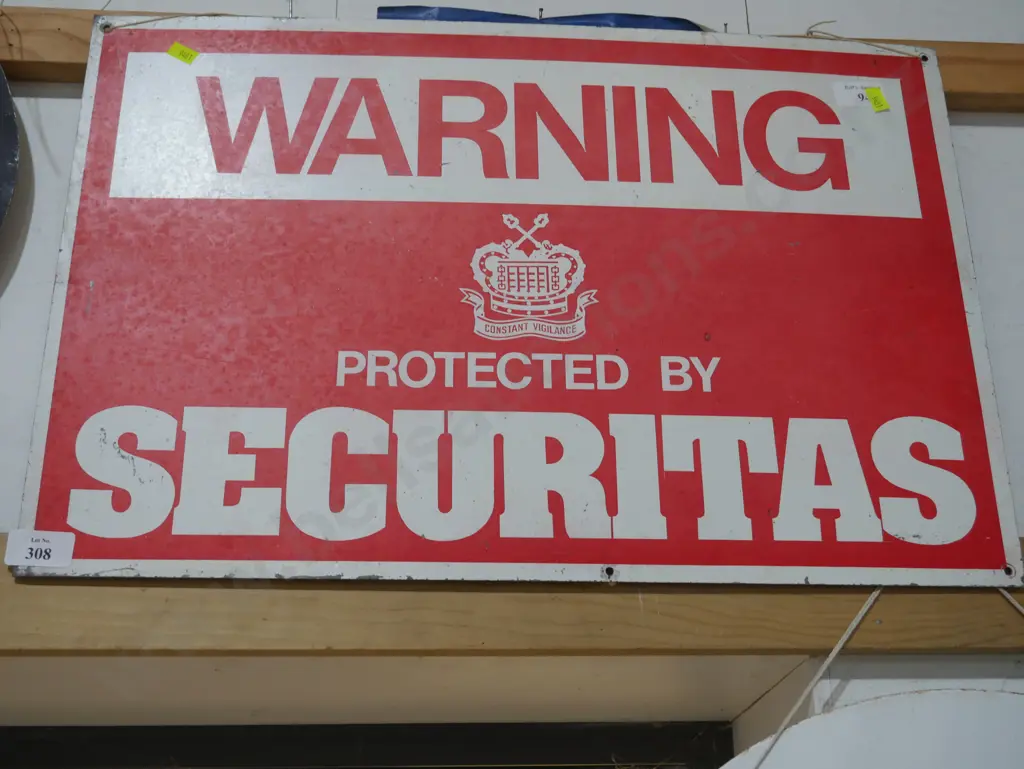 WARNING
CONSTANT VIGILANCE
PROTECTED BY
SECURITAS
Lot No.
308